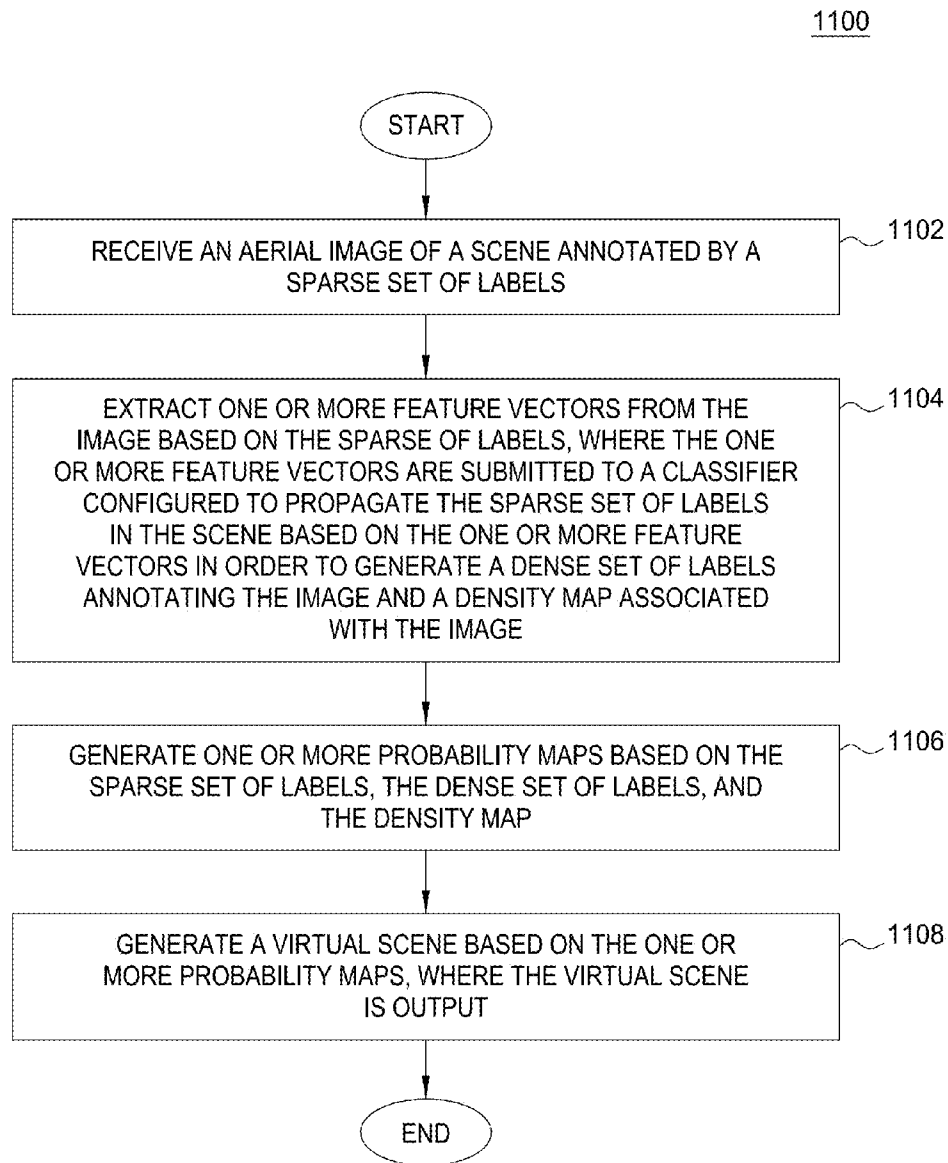 1100
START
RECEIVE AN AERIAL IMAGE OF A SCENE ANNOTATED BY A
SPARSE SET OF LABELS
1102
EXTRACT ONE OR MORE FEATURE VECTORS FROM THE
IMAGE BASED ON THE SPARSE OF LABELS, WHERE THE ONE
OR MORE FEATURE VECTORS ARE SUBMITTED TO A CLASSIFIER
CONFIGURED TO PROPAGATE THE SPARSE SET OF LABELS
IN THE SCENE BASED ON THE ONE OR MORE FEATURE
VECTORS IN ORDER TO GENERATE A DENSE SET OF LABELS
ANNOTATING THE IMAGE AND A DENSITY MAP ASSOCIATED
WITH THE IMAGE
1104
GENERATE ONE OR MORE PROBABILITY MAPS BASED ON THE
SPARSE SET OF LABELS, THE DENSE SET OF LABELS, AND
THE DENSITY MAP
1106
GENERATE A VIRTUAL SCENE BASED ON THE ONE OR
MORE PROBABILITY MAPS, WHERE THE VIRTUAL SCENE
IS OUTPUT
1108
END